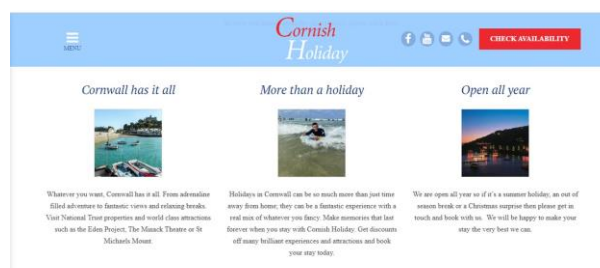 MENU
Cornish
Holiday
CHECK AVAILABILITY
Cornwall has it all
More than a holiday
Open all year
Whatever you want, Cornwall has it all. From adrenaline
filled adventure to fantastic views and relaxing breaks.
Visit National Trust properties and world class attractions
such as the Eden Project, The Minack Theatre or St
Michaels Mount
Holidays in Cornwall can be so much more than just time
away from home; they can be a fantastic experience with a
real mix of whatever you fancy. Make memories that last
forever when you stay with Cornish Holiday. Get discounts
off many brilliant experiences and attractions and book
your stay today.
We are open all year so if it's a summer holiday, an out of
season break or a Christmas surprise then please get in
touch and book with us. We will be happy to make your
stay the very best we can.